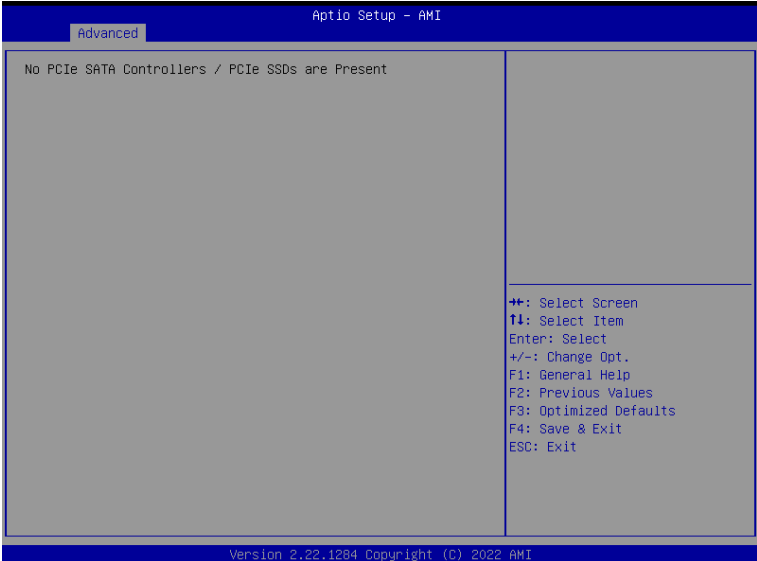 Aptio Setup – AMI
Advanced
No PCIe SATA Controllers / PCIe SSDs are Present
→←: Select Screen
↑↓: Select Item
Enter: Select
+/-: Change Opt.
F1: General Help
F2: Previous Values
F3: Optimized Defaults
F4: Save & Exit
ESC: Exit
Version 2.22.1284 Copyright (C) 2022 AMI